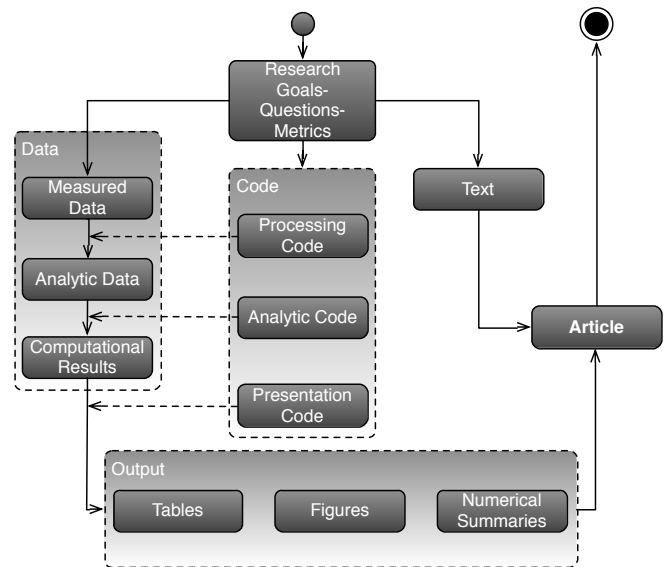 Research
Goals-
Questions-
Metrics
Data
Measured
Data
Analytic Data
Computational
Results
Code
Processing
Code
Analytic Code
Presentation
Code
Text
Article
Output
Tables
Figures
Numerical
Summaries